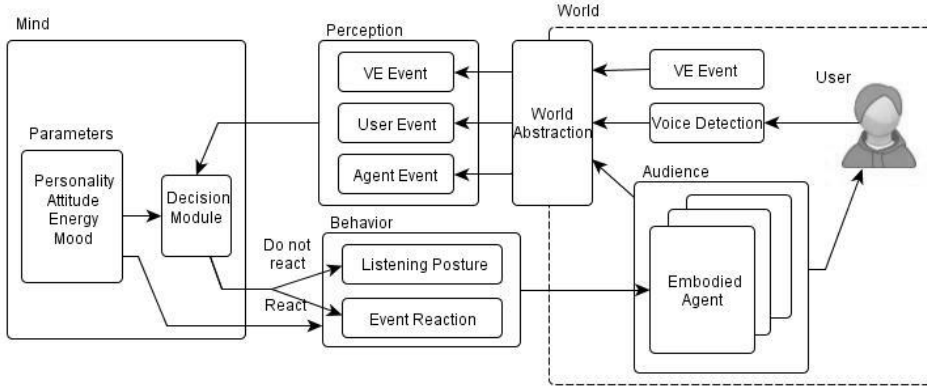 Mind
Parameters
Personality
Attitude
Energy
Mood
Decision
Module
Perception
VE Event
User Event
Agent Event
Do not
react
React
Behavior
Listening Posture
Event Reaction
World
World
Abstraction
VE Event
Voice Detection
User
Audience
Embodied
Agent